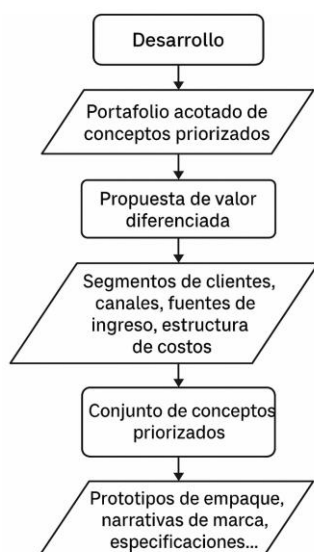 Desarrollo
Portafolio acotado de
conceptos priorizados
Propuesta de valor
diferenciada
Segmentos de clientes,
canales, fuentes de
ingreso, estructura
de costos
Conjunto de conceptos
priorizados
Prototipos de empaque,
narrativas de marca,
especificaciones...